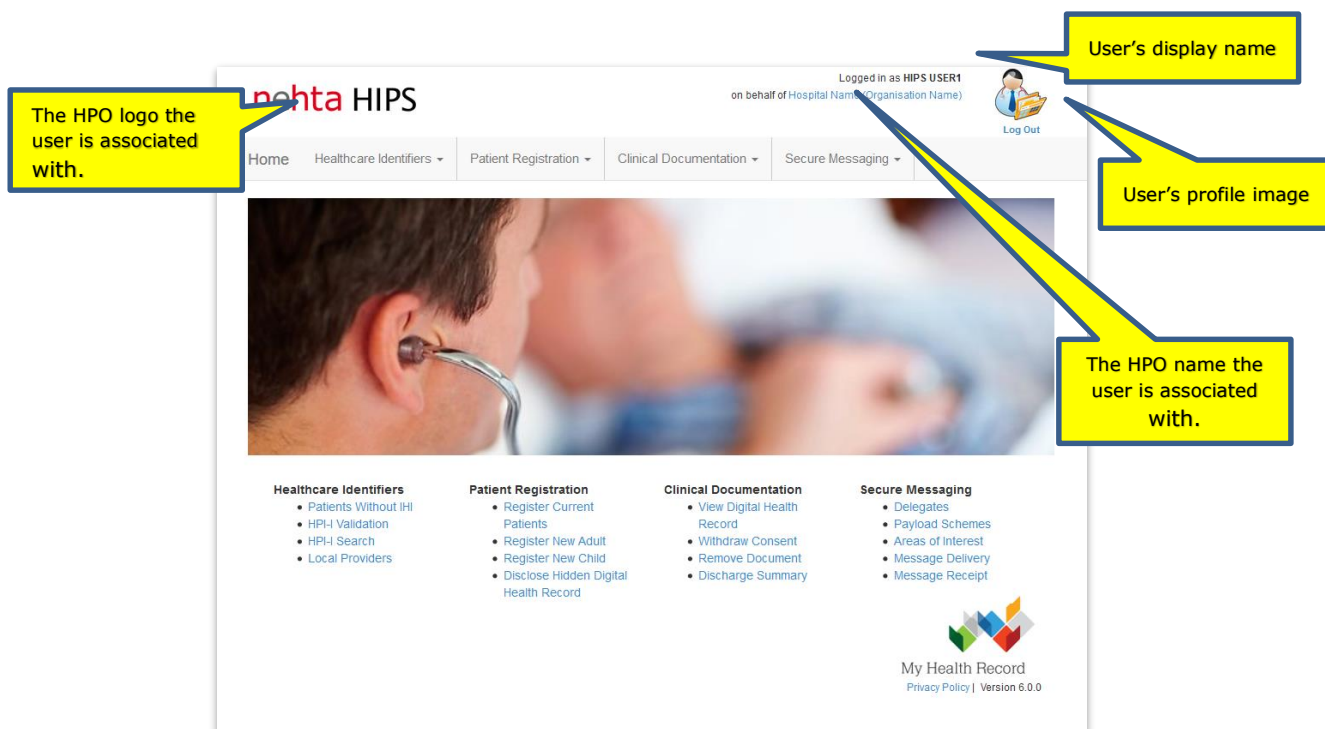 User's display name
Logged in as HIPS USER1
nehta HIPS
on behalf of Hospital Name (Organisation Name)
The HPO logo the
user is associated
with.
Log Out
Home
Healthcare Identifiers
Patient Registration
Clinical Documentation
Secure Messaging
User's profile image
The HPO name the
user is associated
with.
Healthcare Identifiers
Patients Without IHI
HPI-I Validation
HPI-I Search
Local Providers
Patient Registration
Register Current
Patients
Register New Adult
Register New Child
Disclose Hidden Digital
Health Record
Clinical Documentation
View Digital Health
Record
Withdraw Consent
Remove Document
Discharge Summary
Secure Messaging
Delegates
Payload Schemes
Areas of Interest
Message Delivery
Message Receipt
My Health Record
Privacy Policy | Version 6.0.0